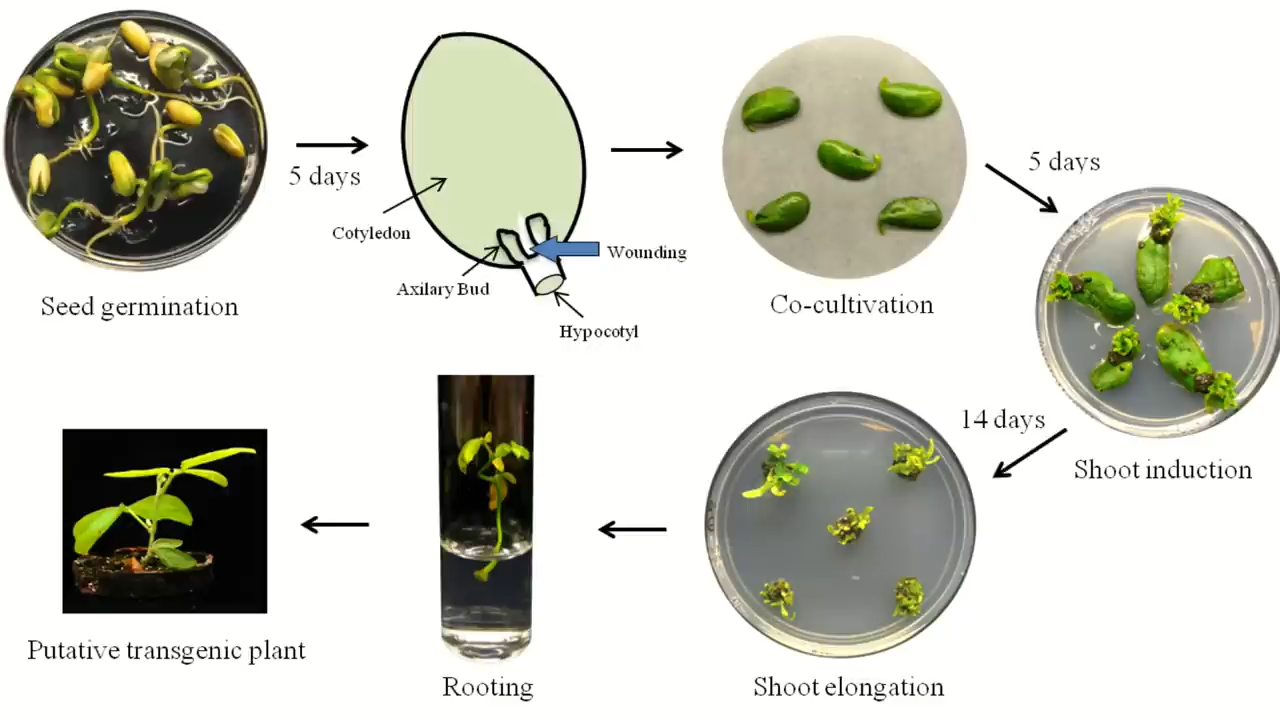 Seed germination
5 days
Cotyledon
Axilary Bud
Wounding
Hypocotyl
Co-cultivation
5 days
Shoot induction
14 days
Shoot elongation
Rooting
Putative transgenic plant